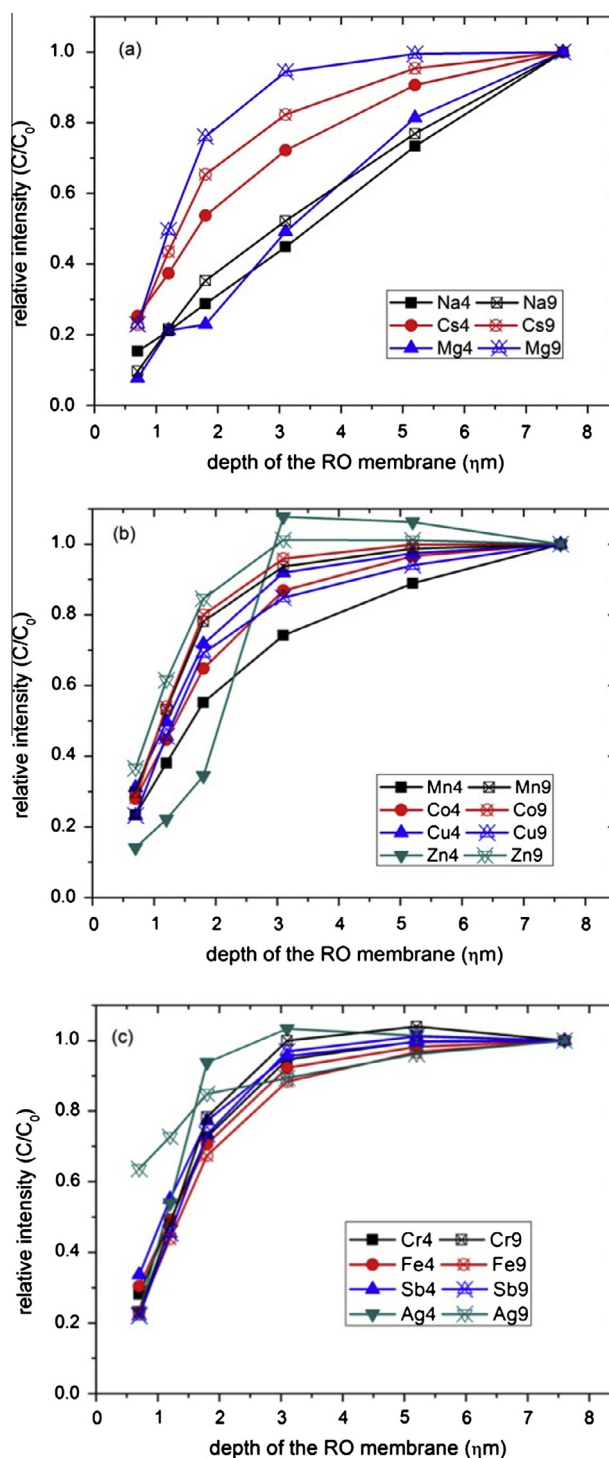 (a)
1.0
0.8
0.6
0.4
0.2
0.0
relative intensity (C/C₀)
Na4 Na9
Cs4 Cs9
Mg4 Mg9
0 1 2 3 4 5 6 7 8
depth of the RO membrane (ηm)
(b)
1.0
0.8
0.6
0.4
0.2
0.0
relative intensity (C/C₀)
Mn4 Mn9
Co4 Co9
Cu4 Cu9
Zn4 Zn9
0 1 2 3 4 5 6 7 8
depth of the RO membrane (ηm)
(c)
1.0
0.8
0.6
0.4
0.2
0.0
relative intensity (C/C₀)
Cr4 Cr9
Fe4 Fe9
Sb4 Sb9
Ag4 Ag9
0 1 2 3 4 5 6 7 8
depth of the RO membrane (ηm)